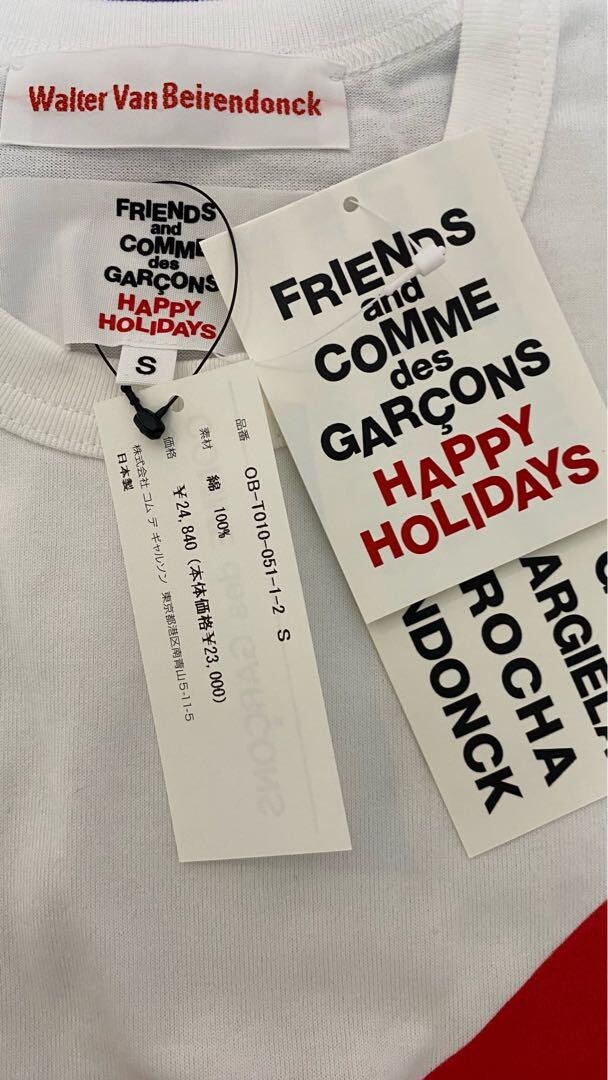 Walter Van Beirendonck
FRIENDS
and
COMME
des
GARÇONS
HAPPY
HOLIDAYS
S
FRIENDS
and
COMME
des
GARÇONS
HAPPY
HOLIDAYS
品番 OB-T010-051-1-2 S
素材 綿 100%
価格 ¥24,840 (本体価格¥23,000)
株式会社 コム デ ギャルソン 東京都港区南青山5-11-5
日本製
ARGIELA
ROCHA
NDONCK